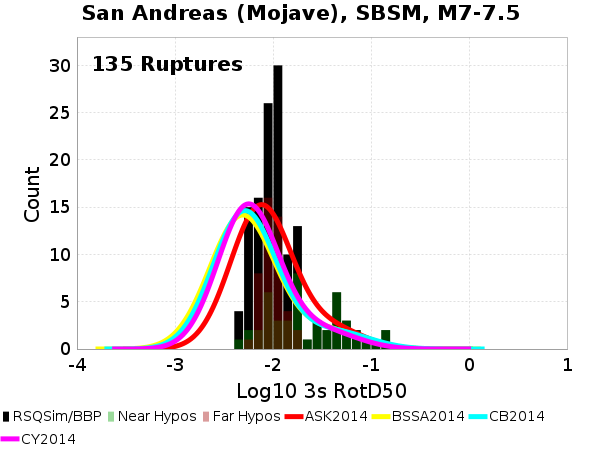 San Andreas (Mojave), SBSM, M7-7.5
135 Ruptures
Count
30
25
20
15
10
5
0
-4 -3 -2 -1 0 1
Log10 3s RotD50
RSQSim/BBP Near Hypos Far Hypos ASK2014 BSSA2014 CB2014
CY2014